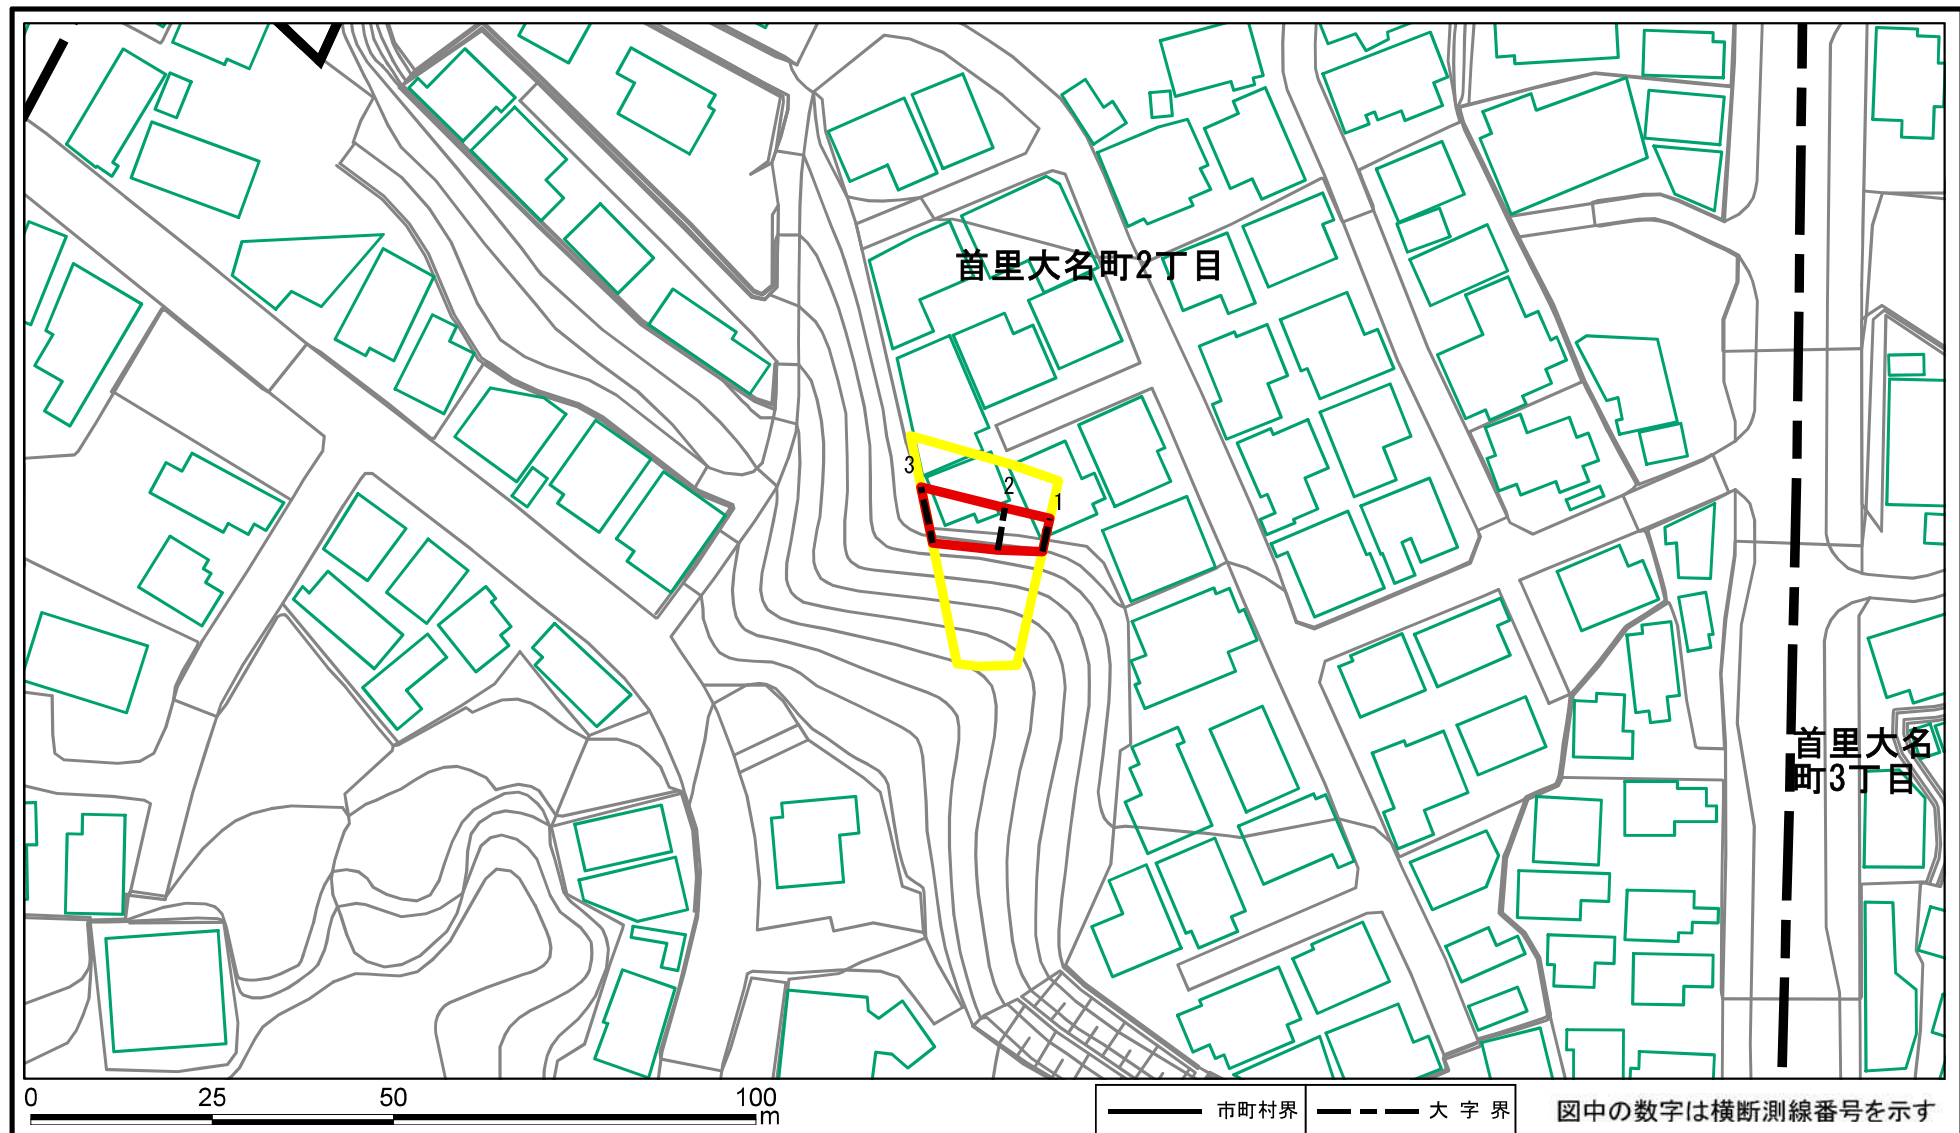 首里大名町2丁目
3
2
1
首里大名
町3丁目
0 25 50 100
m
市町村界
大字界
図中の数字は横断測線番号を示す